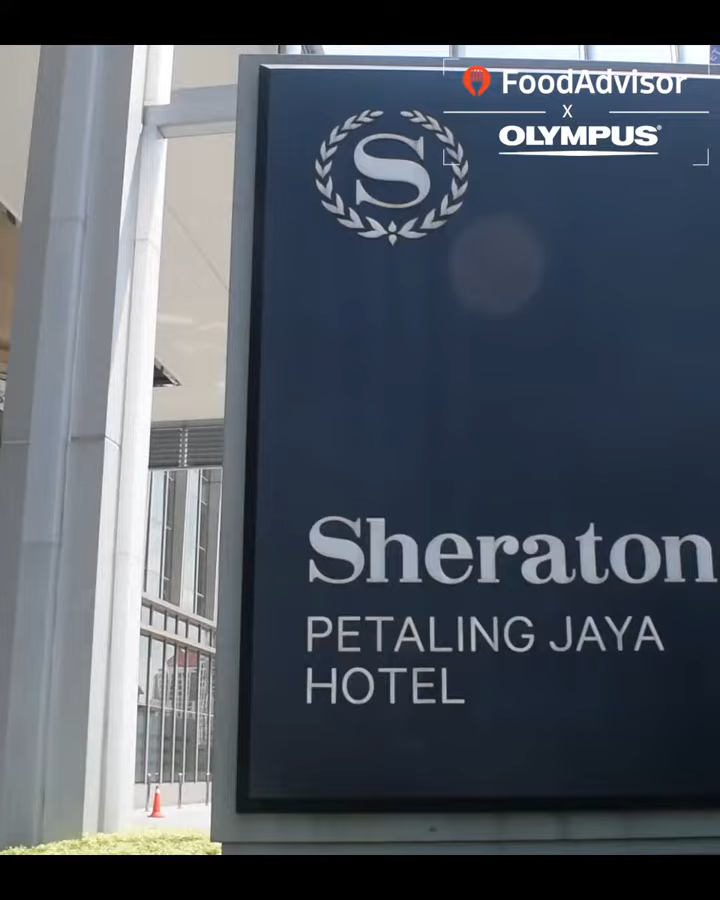 FoodAdvisor
X
OLYMPUS®
S
Sheraton
PETALING JAYA
HOTEL